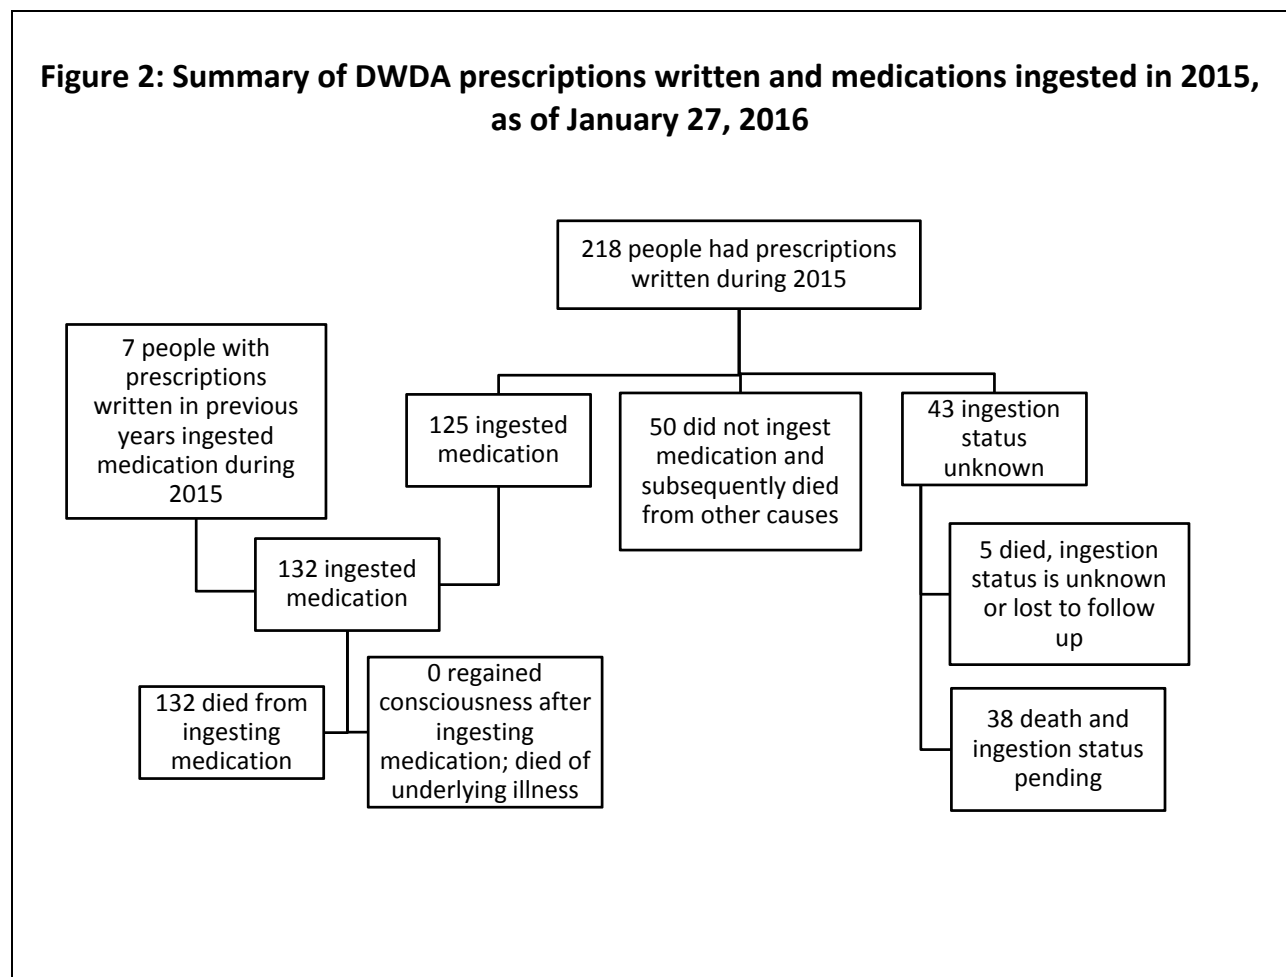 Figure 2: Summary of DWDA prescriptions written and medications ingested in 2015,
as of January 27, 2016
218 people had prescriptions
written during 2015
7 people with
prescriptions
written in previous
years ingested
medication during
2015
125 ingested
medication
50 did not ingest
medication and
subsequently died
from other causes
43 ingestion
status
unknown
132 ingested
medication
5 died, ingestion
status is unknown
or lost to follow
up
132 died from
ingesting
medication
0 regained
consciousness after
ingesting
medication; died of
underlying illness
38 death and
ingestion status
pending